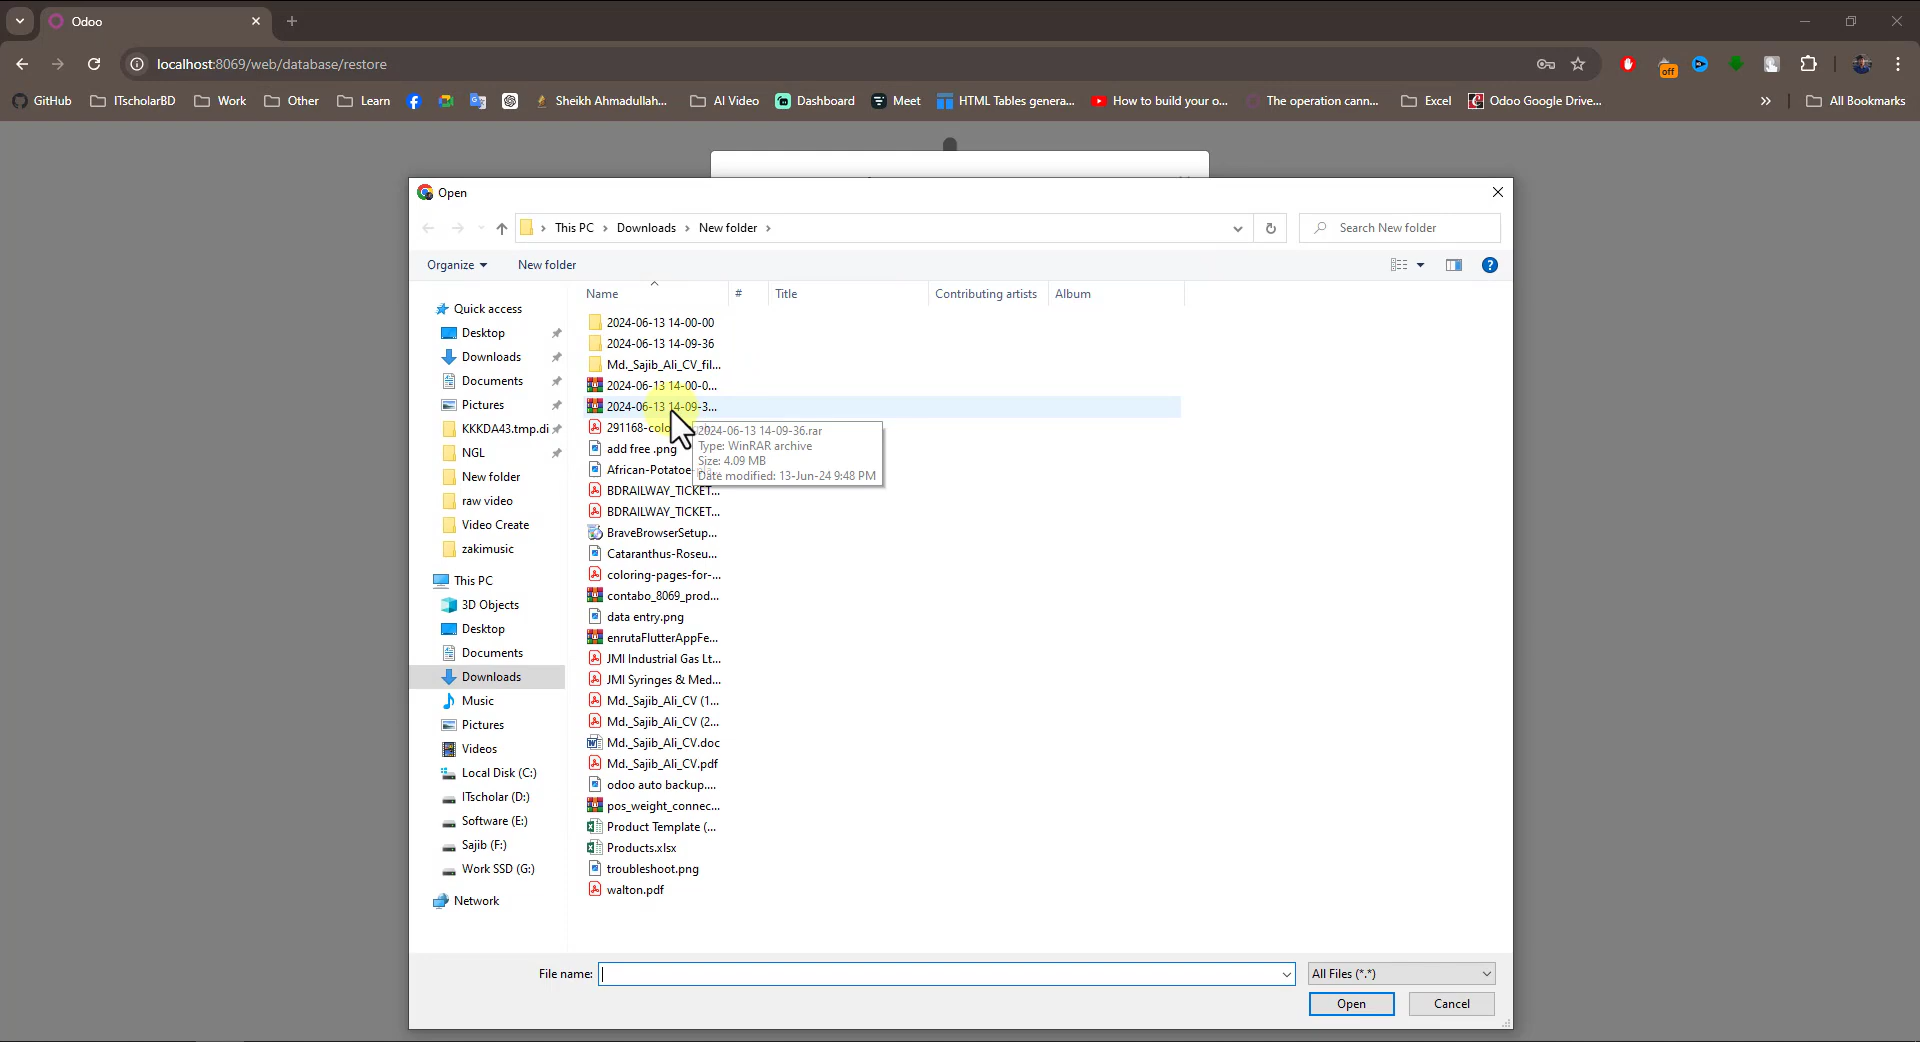 Odoo
localhost:8069/web/database/restore
off
GitHub
ITscholarBD
Work
Other
Learn
Sheikh Ahmadullah...
AI Video
Dashboard
Meet
HTML Tables genera...
How to build your o...
The operation cann...
Excel
Odoo Google Drive...
All Bookmarks
Open
This PC > Downloads > New folder
Search New folder
Organize
New folder
Name
#
Title
Contributing artists
Album
Quick access
Desktop
Downloads
Documents
Pictures
KKKDA43.tmp.di
NGL
New folder
raw video
Video Create
zakimusic
This PC
3D Objects
Desktop
Documents
Downloads
Music
Pictures
Videos
Local Disk (C:)
ITscholar (D:)
Software (E:)
Sajib (F:)
Work SSD (G:)
Network
2024-06-13 14-00-00
2024-06-13 14-09-36
Md._Sajib_Ali_CV_fil...
2024-06-13 14-00-0...
2024-06-13 14-09-3...
2024-06-13 14-09-36.rar
Type: WinRAR archive
Size: 4.09 MB
Date modified: 13-Jun-24 9:48 PM
add free .png
BDRAILWAY_TICKET...
BDRAILWAY_TICKET...
BraveBrowserSetup...
Cataranthus-Roseu...
coloring-pages-for-...
contabo_8069_prod...
data entry.png
enrutaFlutterAppFe...
JMI Industrial Gas Lt...
JMI Syringes & Med...
Md._Sajib_Ali_CV (1...
Md._Sajib_Ali_CV (2...
Md._Sajib_Ali_CV.doc
Md._Sajib_Ali_CV.pdf
odoo auto backup....
pos_weight_connec...
Product Template (...
Products.xlsx
troubleshoot.png
walton.pdf
File name:
All Files (*.*)
Open
Cancel